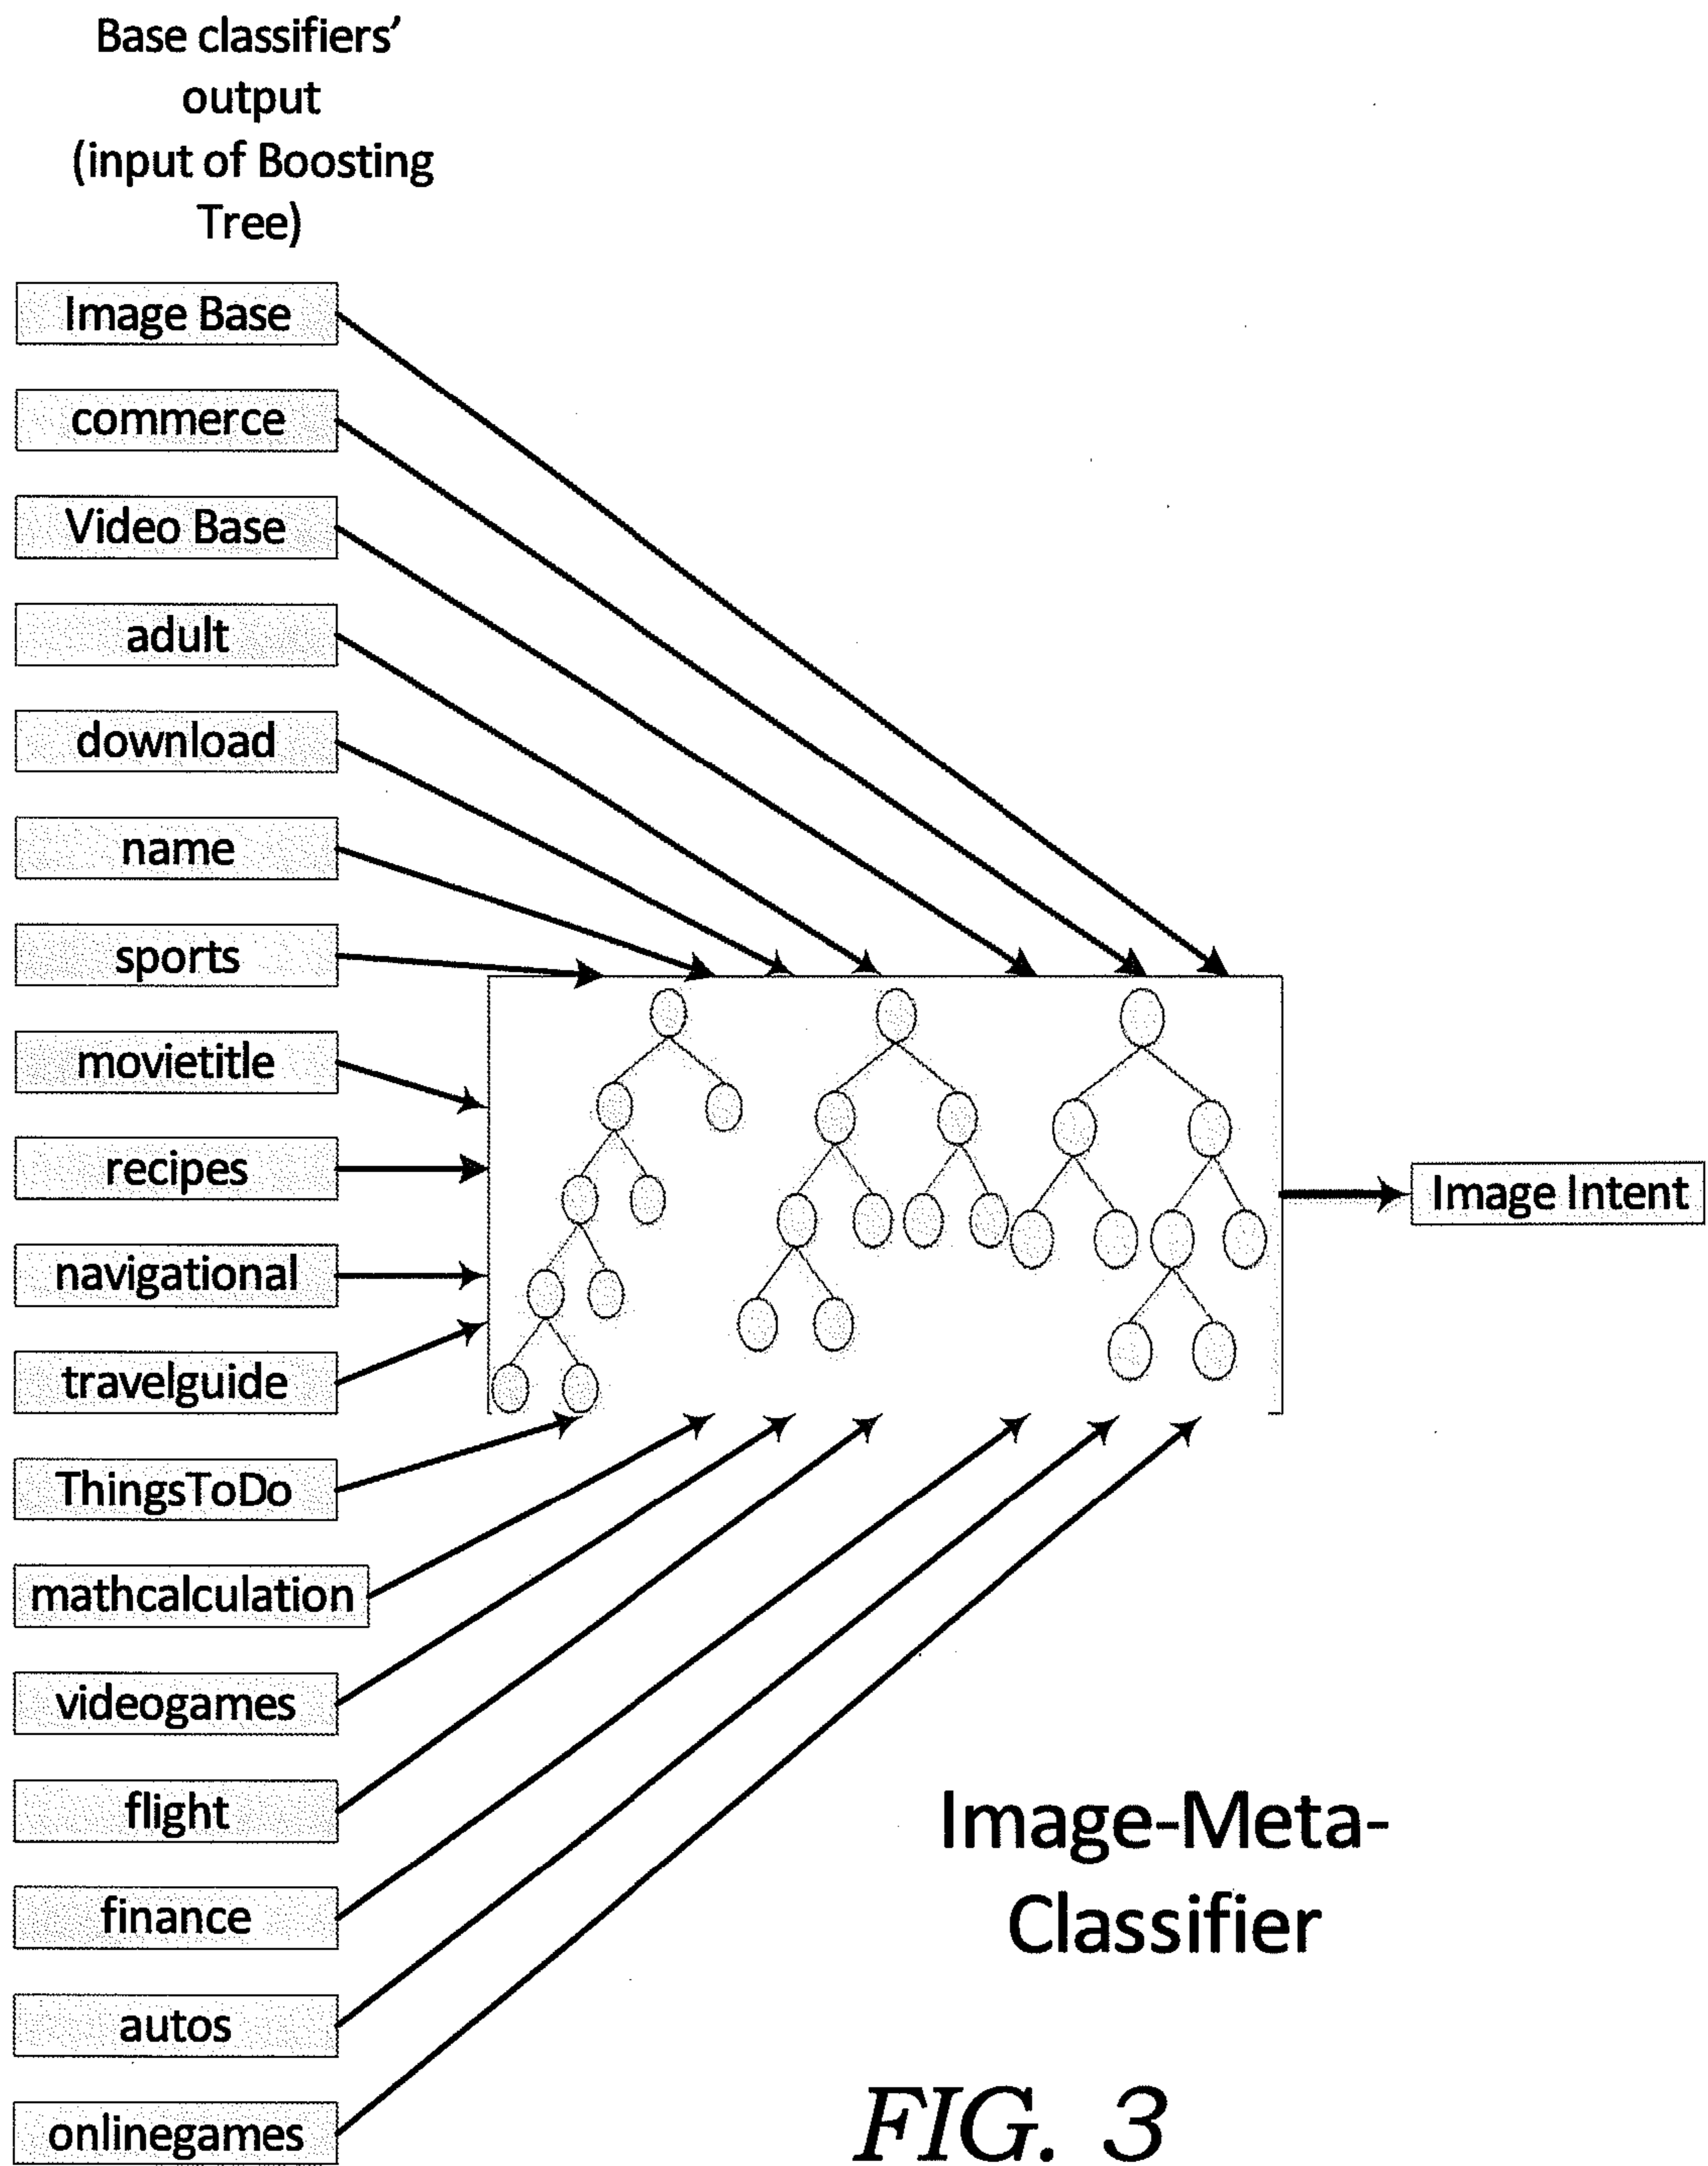 Base classifiers’
output
(input of Boosting
Tree)
Image Base
commerce
Video Base
adult
download
name
sports
movietitle
recipes
navigational
travelguide
ThingsToDo
mathcalculation
videogames
flight
finance
autos
onlinegames
Image Intent
Image-Meta-
Classifier
FIG. 3